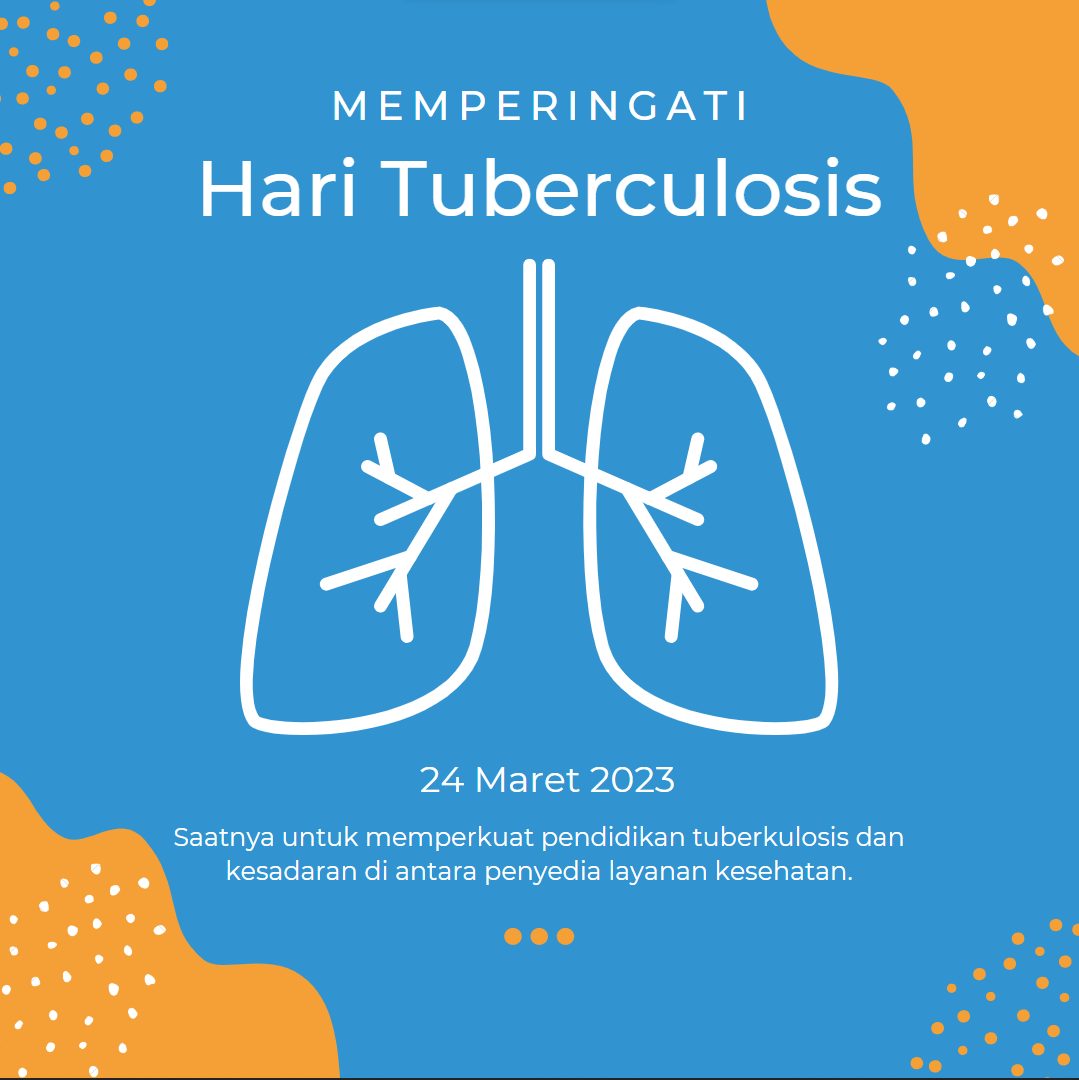 MEMPERINGATI
Hari Tuberculosis
24 Maret 2023
Saatnya untuk memperkuat pendidikan tuberkulosis dan
kesadaran di antara penyedia layanan kesehatan.